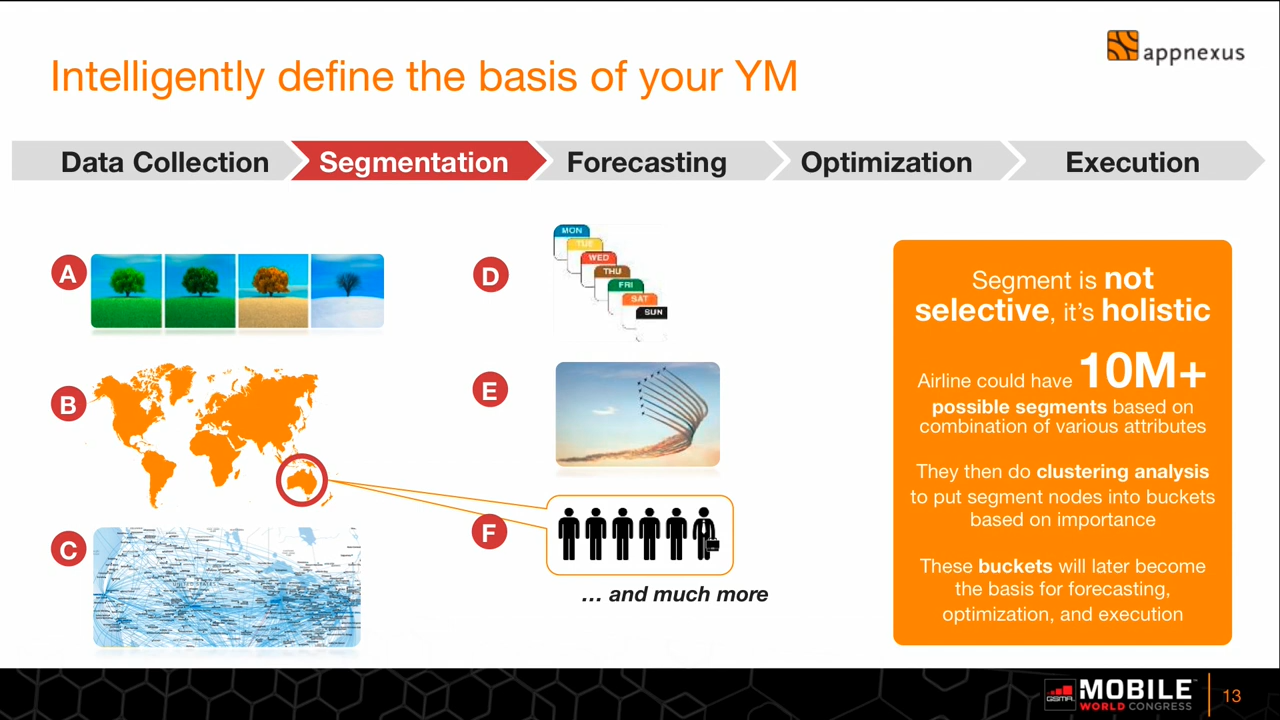 appnexus
Intelligently define the basis of your YM
Data Collection
Segmentation
Forecasting
Optimization
Execution
A
B
C
UNITED STATES
D
MON
TUE
WED
THU
FRI
SAT
SUN
E
F
... and much more
Segment is not
selective, it's holistic
Airline could have 10M+
possible segments based on
combination of various attributes
They then do clustering analysis
to put segment nodes into buckets
based on importance
These buckets will later become
the basis for forecasting,
optimization, and execution
GSMA
MOBILE
WORLD CONGRESS
13